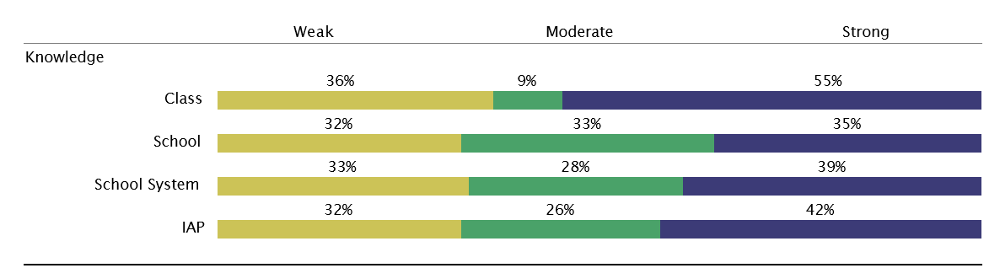 Weak Moderate Strong
Knowledge
36% 9% 55%
Class
32% 33% 35%
School
33% 28% 39%
School System
32% 26% 42%
IAP